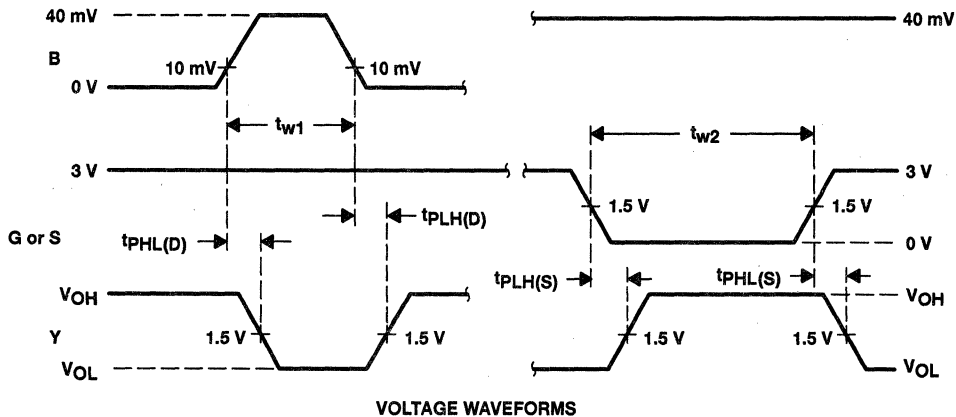 40 mV
40 mV
B
10 mV
10 mV
0 V
tw1
tw2
3 V
3 V
1.5 V
1.5 V
tPLH(D)
G or S
tPHL(D)
0 V
tPLH(S)
tPHL(S)
VOH
VOH
Y
1.5 V
1.5 V
1.5 V
1.5 V
VOL
VOL
VOLTAGE WAVEFORMS